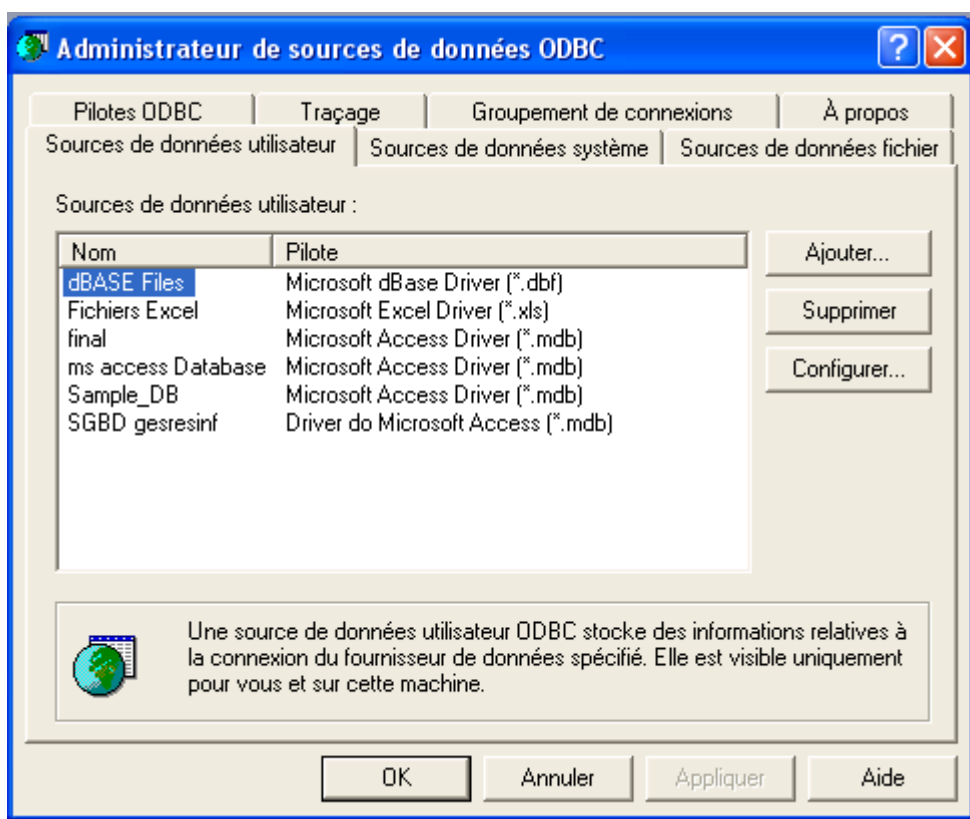 Administrateur de sources de données ODBC
Pilotes ODBC Traçage Groupement de connexions À propos
Sources de données utilisateur Sources de données système Sources de données fichier
Sources de données utilisateur :
Nom Pilote
dBASE Files Microsoft dBase Driver (*.dbf)
Fichiers Excel Microsoft Excel Driver (*.xls)
final Microsoft Access Driver (*.mdb)
ms access Database Microsoft Access Driver (*.mdb)
Sample_DB Microsoft Access Driver (*.mdb)
SGBD gesresinf Driver do Microsoft Access (*.mdb)
Ajouter...
Supprimer
Configurer...
Une source de données utilisateur ODBC stocke des informations relatives à
la connexion du fournisseur de données spécifié. Elle est visible uniquement
pour vous et sur cette machine.
OK Annuler Appliquer Aide